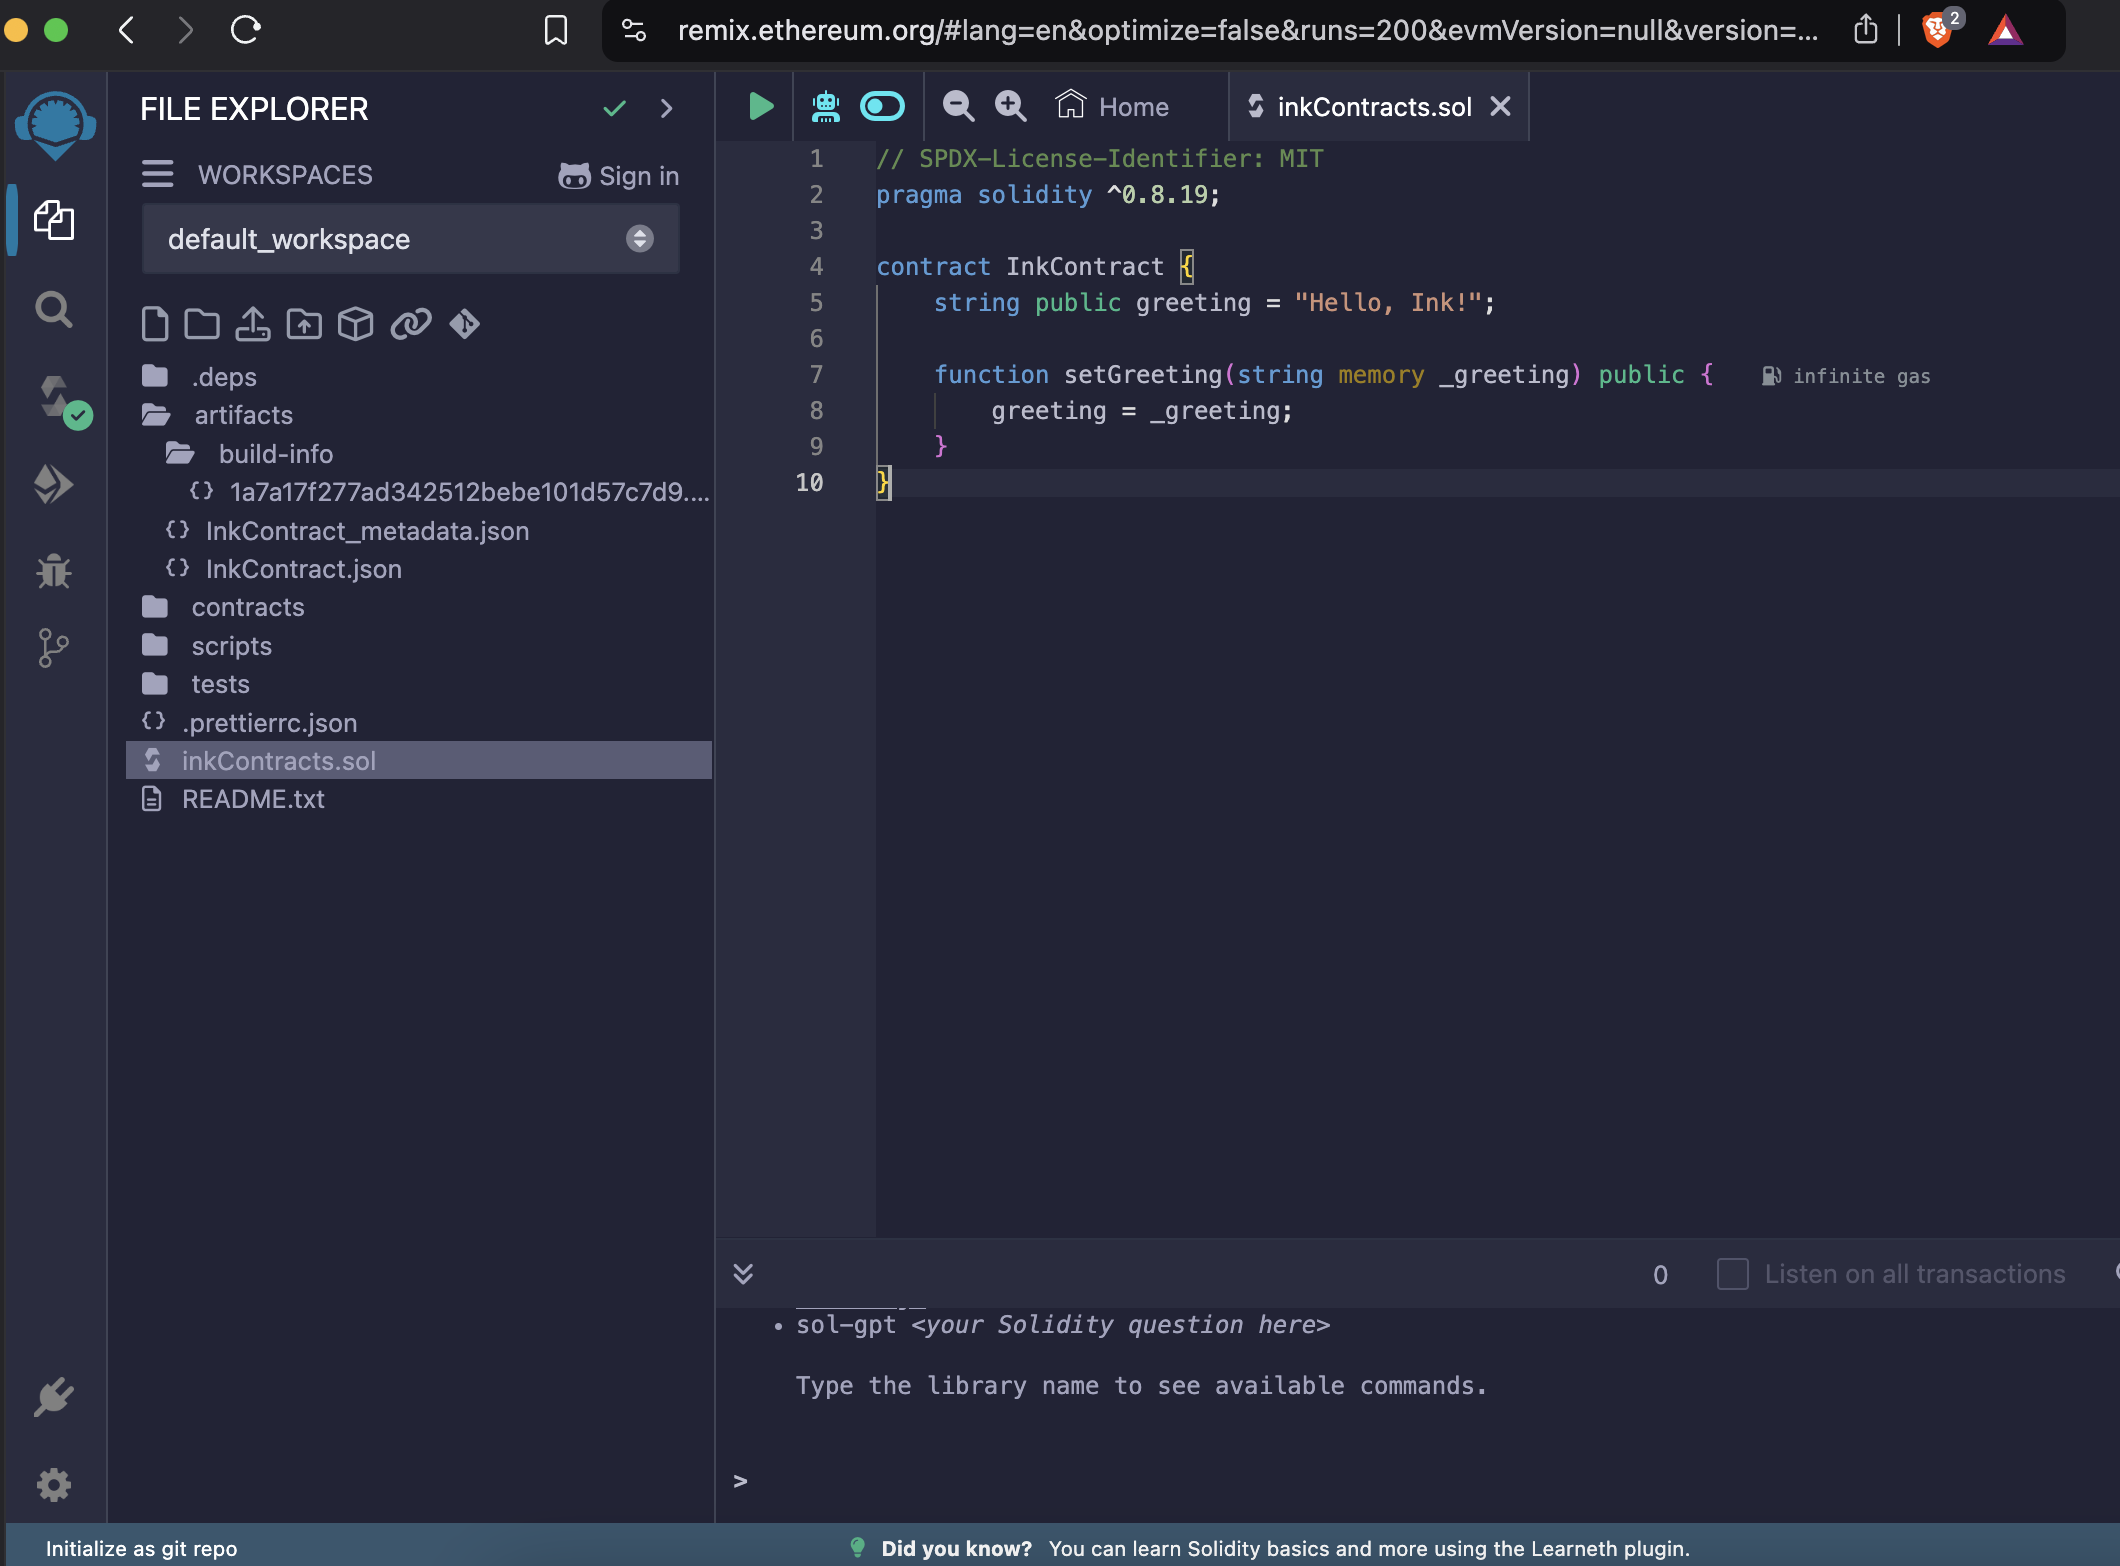 remix.ethereum.org/#lang=en&optimize=false&runs=200&evmVersion=null&version=...
2
FILE EXPLORER
WORKSPACES
Sign in
default_workspace
.deps
artifacts
build-info
1a7a17f277ad342512bebe101d57c7d9....
InkContract_metadata.json
InkContract.json
contracts
scripts
tests
.prettierrc.json
inkContracts.sol
README.txt
Home
inkContracts.sol
1 // SPDX-License-Identifier: MIT
2 pragma solidity ^0.8.19;
3
4 contract InkContract {
5 string public greeting = "Hello, Ink!";
6
7 function setGreeting(string memory _greeting) public { infinite gas
8 greeting = _greeting;
9 }
10 }
0
Listen on all transactions
• sol-gpt <your Solidity question here>
Type the library name to see available commands.
>
Initialize as git repo
Did you know? You can learn Solidity basics and more using the Learneth plugin.